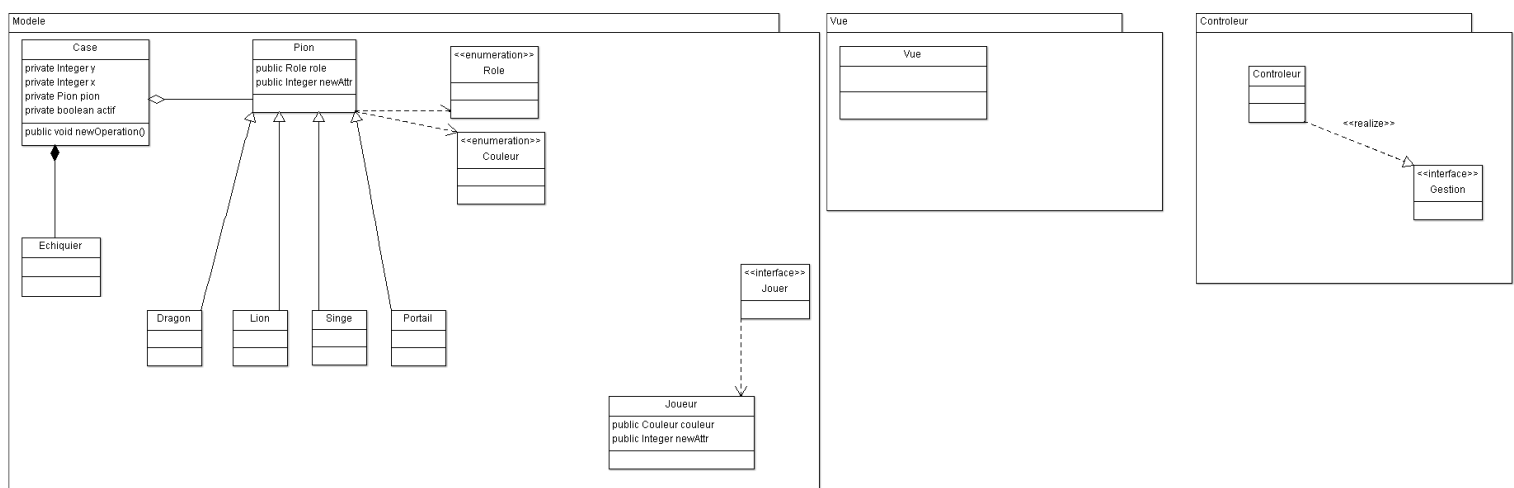 Modele
Case
private Integer y
private Integer x
private Pion pion
private boolean actif
public void newOperation()
Pion
public Role role
public Integer newAttr
<<enumeration>>
Role
<<enumeration>>
Couleur
Echiquier
Dragon
Lion
Singe
Portail
<<interface>>
Jouer
Joueur
public Couleur couleur
public Integer newAttr
Vue
Vue
Controleur
Controleur
<<realize>>
<<interface>>
Gestion